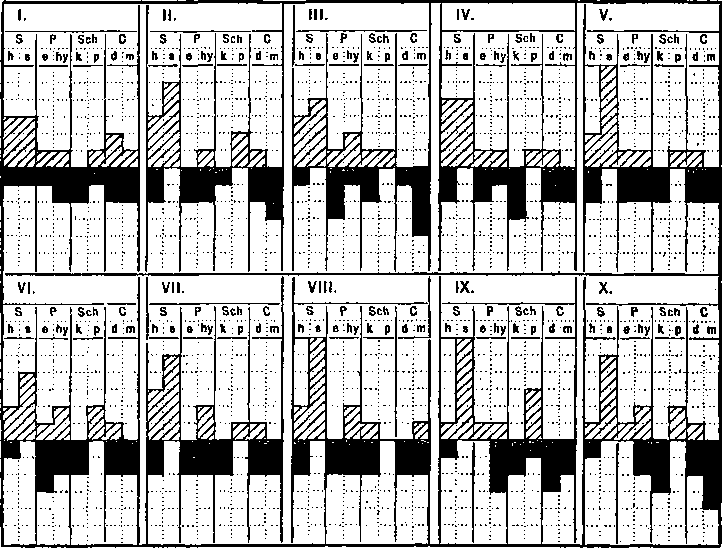 I. II. III. IV. V.
S P Sch C S P Sch C S P Sch C S P Sch C S P Sch C
h s e hy k p d m h s e hy k p d m h s e hy k p d m h s e hy k p d m h s e hy k p d m
VI. VII. VIII. IX. X.
S P Sch C S P Sch C S P Sch C S P Sch C S P Sch C
h s e hy k p d m h s e hy k p d m h s e hy k p d m h s e hy k p d m h s e hy k p d m